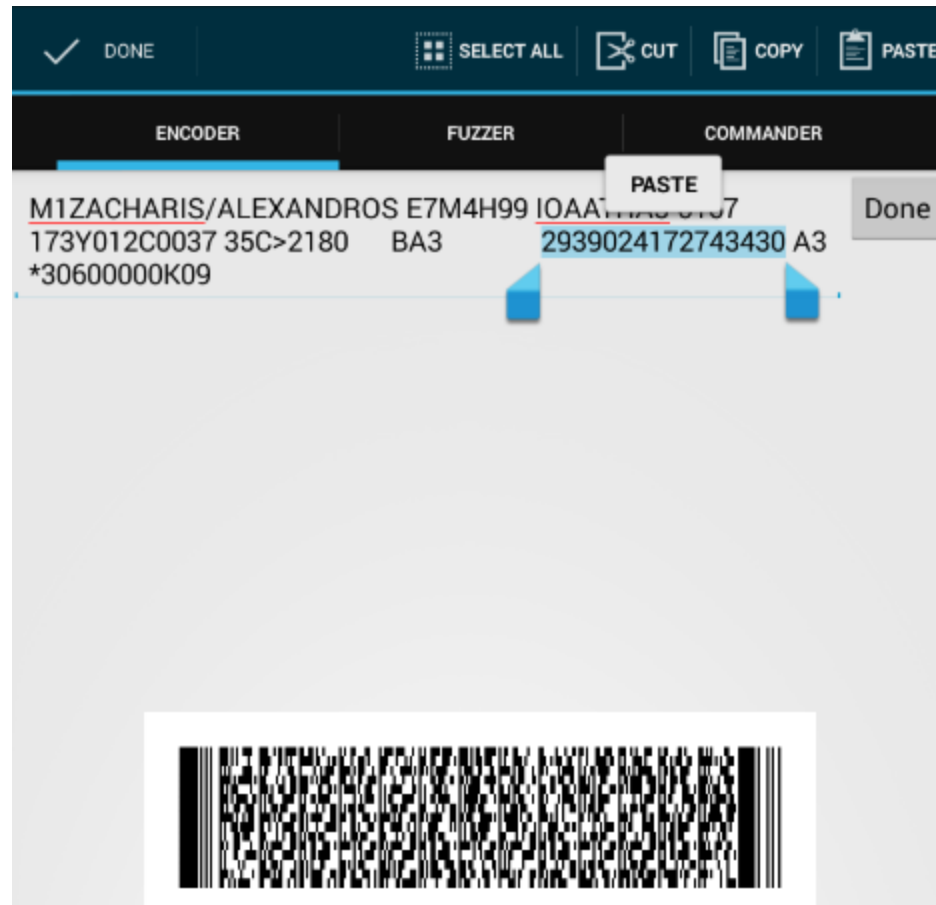 DONE SELECT ALL CUT COPY PASTE
ENCODER FUZZER COMMANDER
PASTE
M1ZACHARIS/ALEXANDROS E7M4H99 Done
173Y012C0037 35C>2180 BA3 2939024172743430 A3
*30600000K09